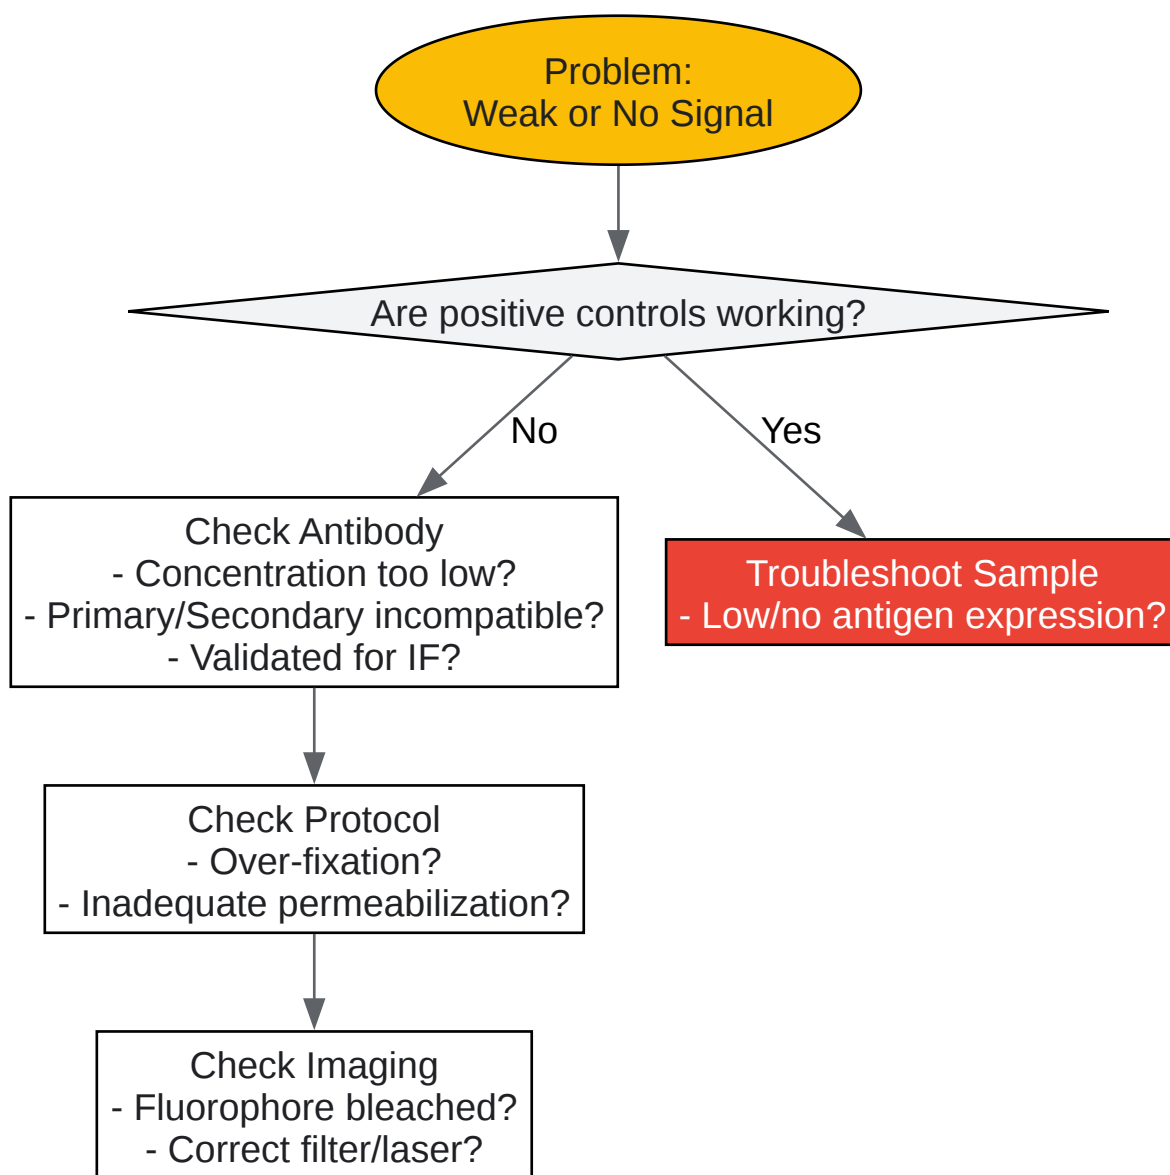 Problem:
Weak or No Signal
Are positive controls working?
No
Yes
Check Antibody
- Concentration too low?
- Primary/Secondary incompatible?
- Validated for IF?
Troubleshoot Sample
- Low/no antigen expression?
Check Protocol
- Over-fixation?
- Inadequate permeabilization?
Check Imaging
- Fluorophore bleached?
- Correct filter/laser?